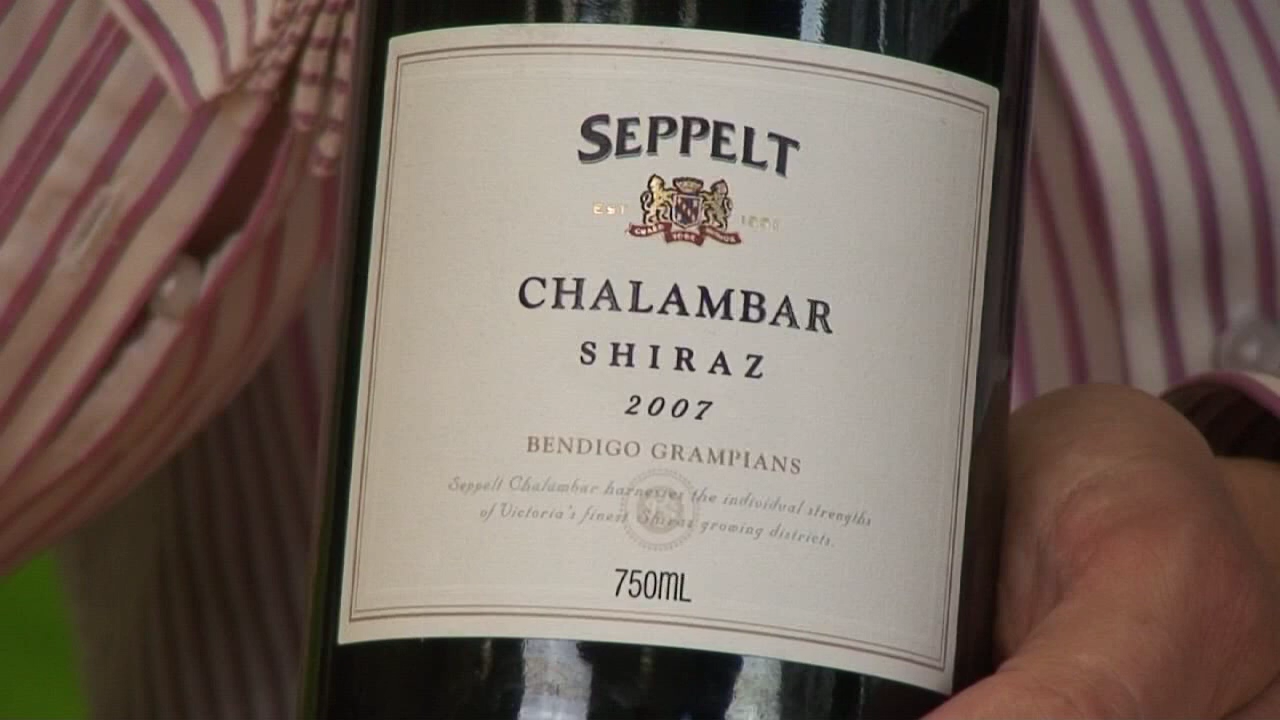 SEPPELT
EST
CHALAMBAR
SHIRAZ
2007
BENDIGO GRAMPIANS
Seppelt Chalambar harnesses the individual strengths
of Victoria's finest Shiraz growing districts.
750ML